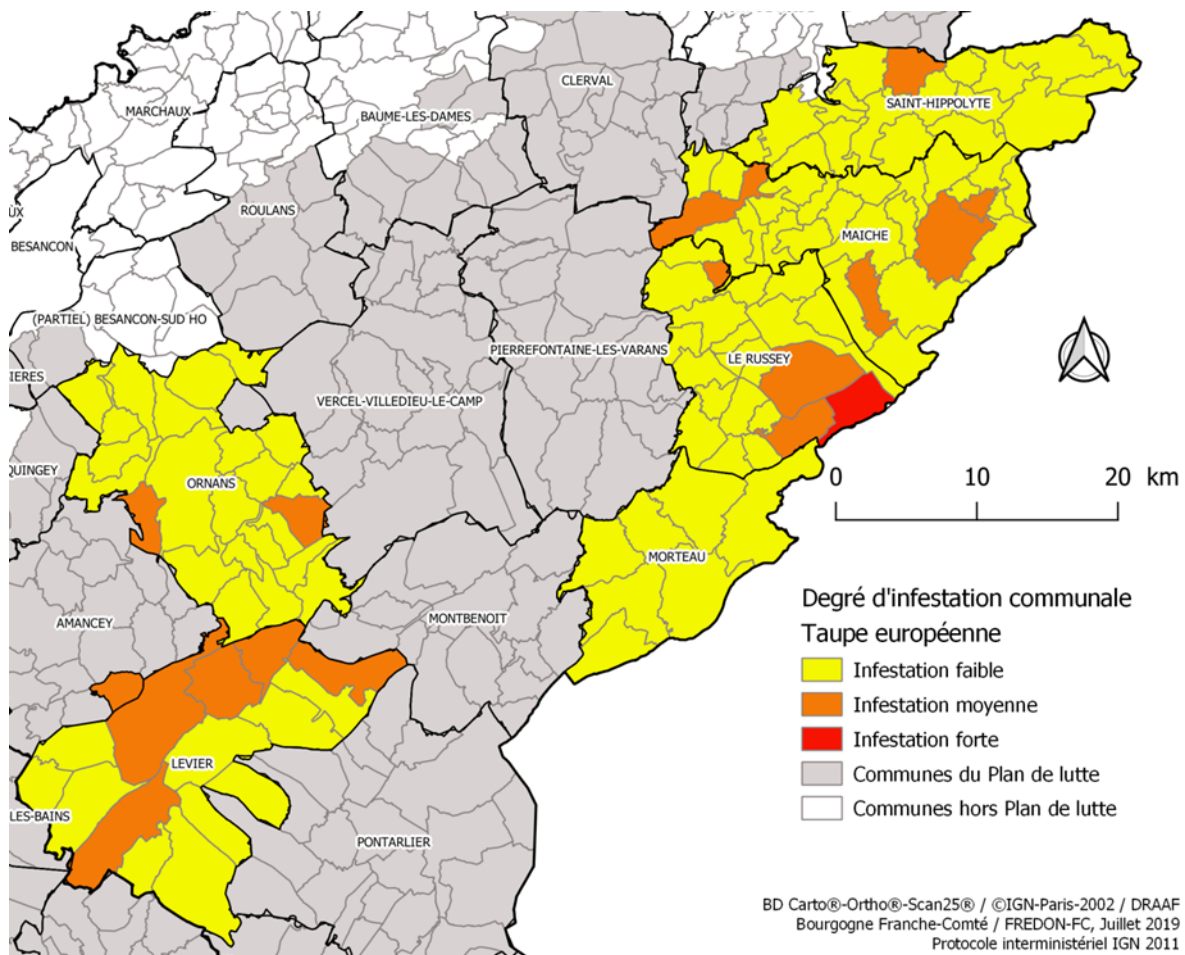 CLERVAL
SAINT-HIPPOLYTE
MARCHAUX
BAUME-LES-DAMES
ROULANS
UX
BESANCON
MAICHE
(PARTIEL) BESANCON-SUD HO
PIERREFONTAINE-LES-VARANS
LE RUSSEY
IERES
VERCEL-VILLEDIEU-LE-CAMP
QUINGEY
ORNANS
0 10 20 km
MORTEAU
AMANCEY
MONTBENOIT
Degré d'infestation communale
Taupe européenne
Infestation faible
Infestation moyenne
Infestation forte
Communes du Plan de lutte
Communes hors Plan de lutte
LEVIER
LES-BAINS
PONTARLIER
BD Carto®-Ortho®-Scan25® / ©IGN-Paris-2002 / DRAAF
Bourgogne Franche-Comté / FREDON-FC, Juillet 2019
Protocole interministériel IGN 2011